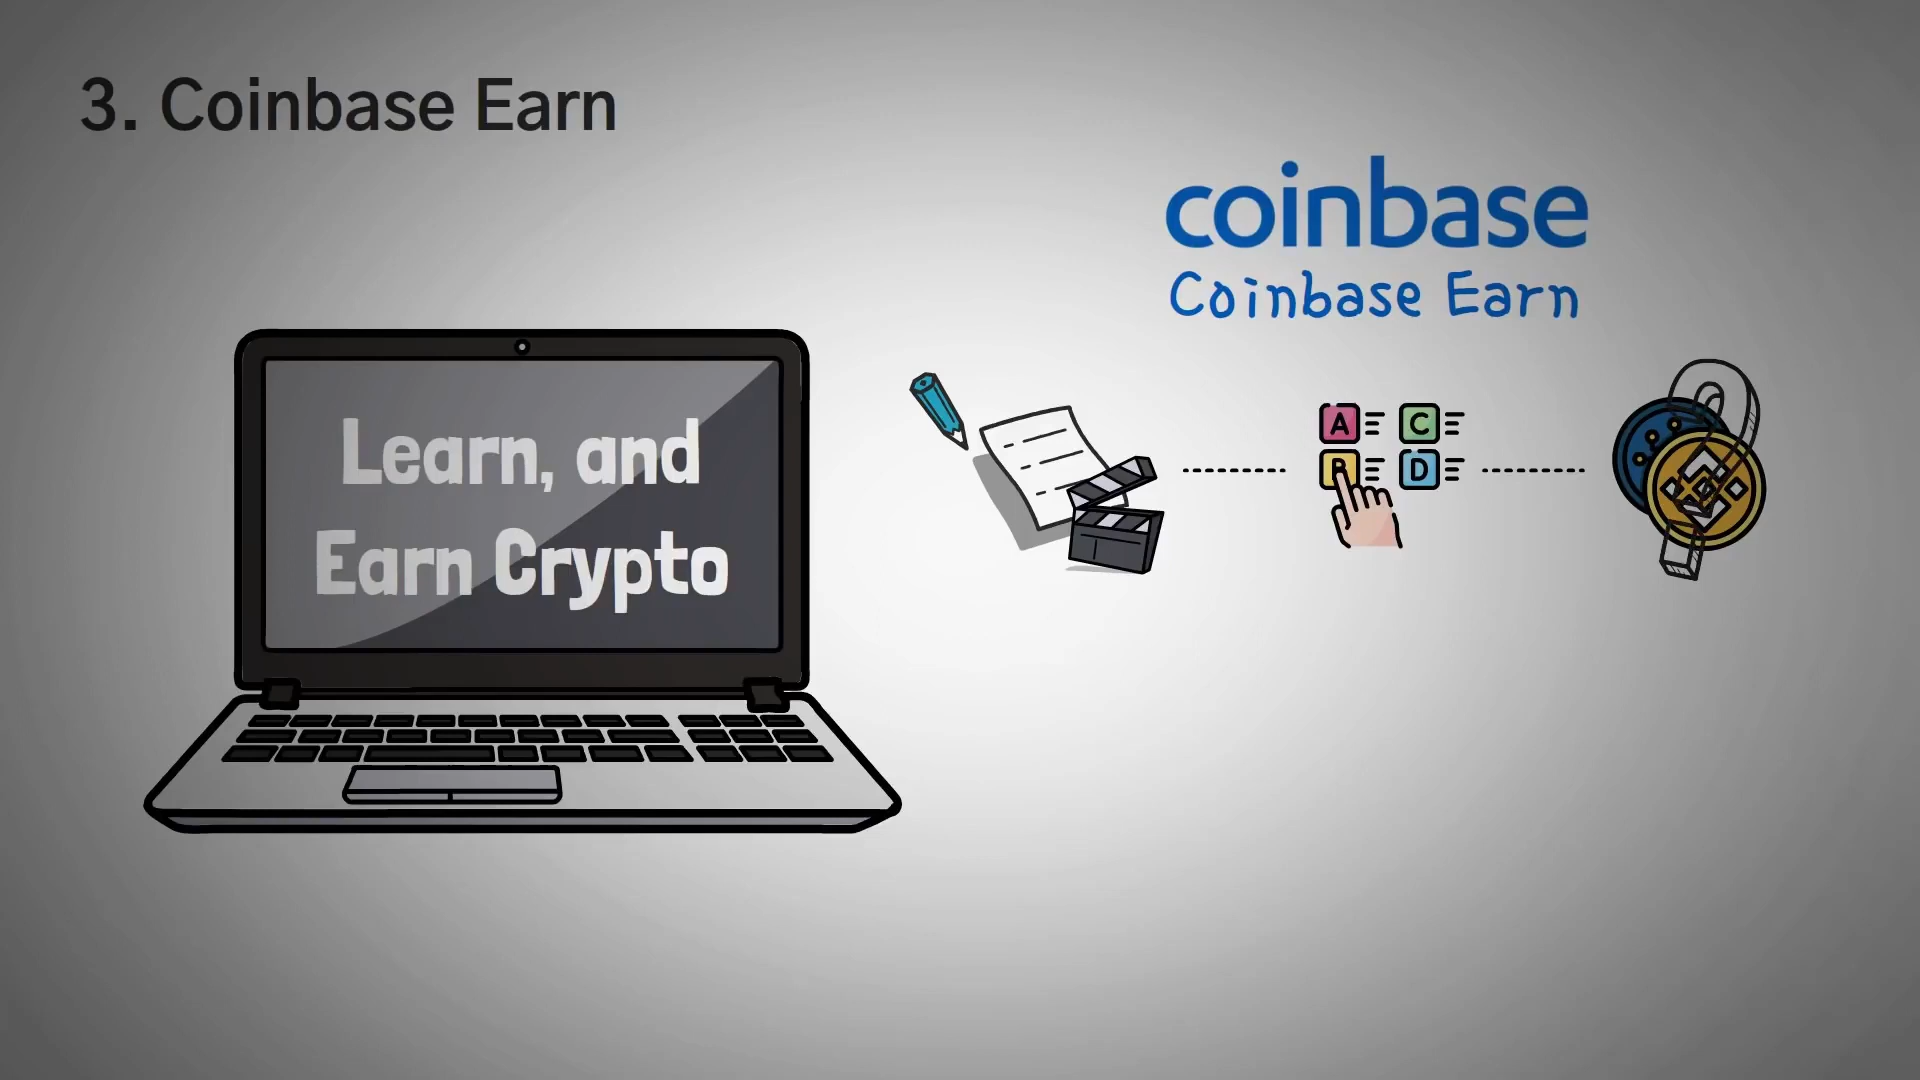 3. Coinbase Earn
coinbase
Coinbase Earn
Learn, and
Earn Crypto
A C
B D